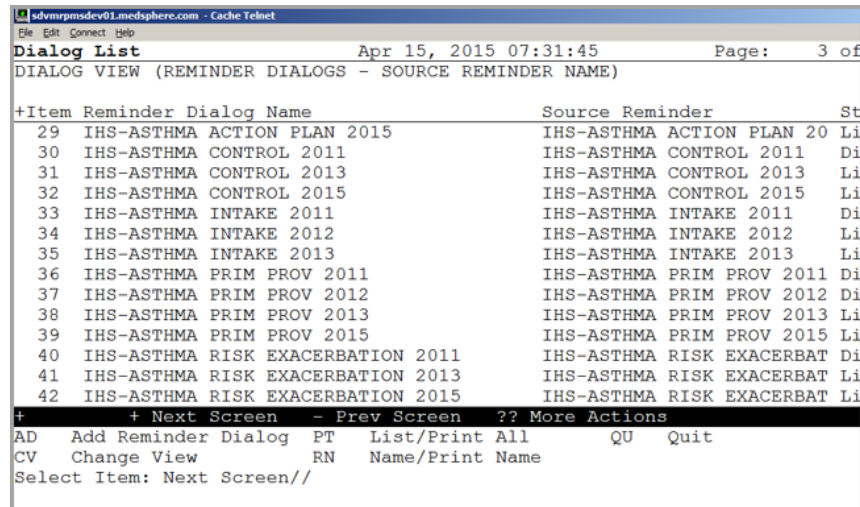 sdvmrpmsdev01.medsphere.com - Cache Telnet
File Edit Connect Help
Dialog List Apr 15, 2015 07:31:45 Page: 3 of
DIALOG VIEW (REMINDER DIALOGS - SOURCE REMINDER NAME)
+Item Reminder Dialog Name Source Reminder St
29 IHS-ASTHMA ACTION PLAN 2015 IHS-ASTHMA ACTION PLAN 20 Li
30 IHS-ASTHMA CONTROL 2011 IHS-ASTHMA CONTROL 2011 Di
31 IHS-ASTHMA CONTROL 2013 IHS-ASTHMA CONTROL 2013 Li
32 IHS-ASTHMA CONTROL 2015 IHS-ASTHMA CONTROL 2015 Li
33 IHS-ASTHMA INTAKE 2011 IHS-ASTHMA INTAKE 2011 Di
34 IHS-ASTHMA INTAKE 2012 IHS-ASTHMA INTAKE 2012 Li
35 IHS-ASTHMA INTAKE 2013 IHS-ASTHMA INTAKE 2013 Li
36 IHS-ASTHMA PRIM PROV 2011 IHS-ASTHMA PRIM PROV 2011 Di
37 IHS-ASTHMA PRIM PROV 2012 IHS-ASTHMA PRIM PROV 2012 Di
38 IHS-ASTHMA PRIM PROV 2013 IHS-ASTHMA PRIM PROV 2013 Li
39 IHS-ASTHMA PRIM PROV 2015 IHS-ASTHMA PRIM PROV 2015 Li
40 IHS-ASTHMA RISK EXACERBATION 2011 IHS-ASTHMA RISK EXACERBAT Di
41 IHS-ASTHMA RISK EXACERBATION 2013 IHS-ASTHMA RISK EXACERBAT Li
42 IHS-ASTHMA RISK EXACERBATION 2015 IHS-ASTHMA RISK EXACERBAT Li
+ + Next Screen - Prev Screen ?? More Actions
AD Add Reminder Dialog PT List/Print All QU Quit
CV Change View RN Name/Print Name
Select Item: Next Screen//